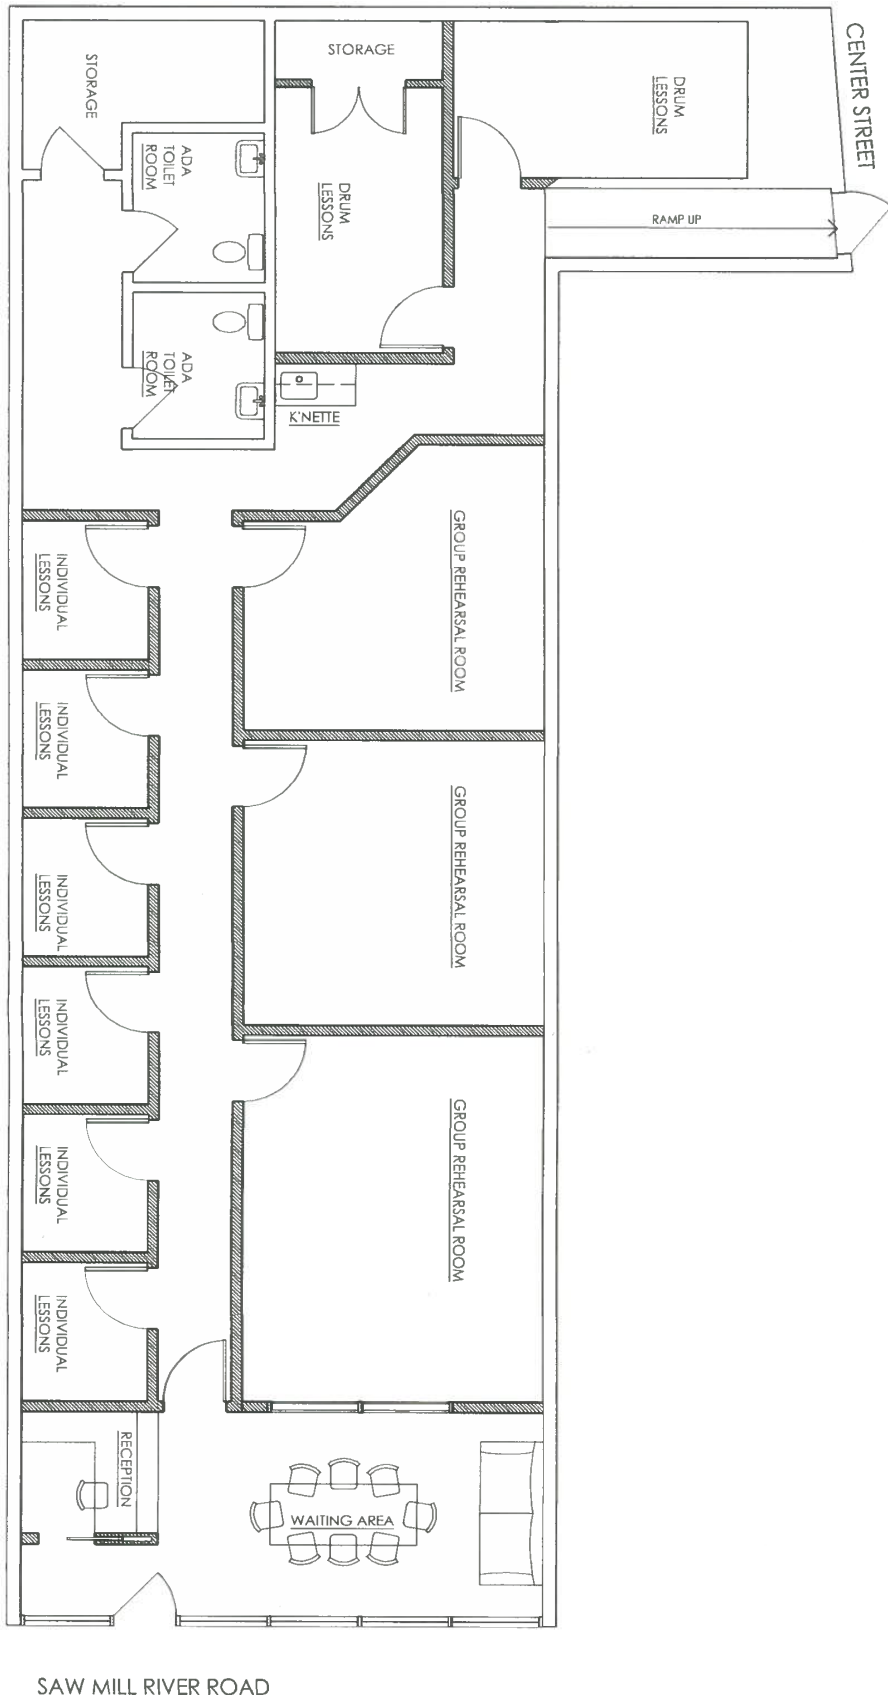 CENTER STREET
STORAGE
STORAGE
DRUM
LESSONS
ADA
TOILET
ROOM
DRUM
LESSONS
RAMP UP
ADA
TOILET
ROOM
K'NETTE
INDIVIDUAL
LESSONS
GROUP REHEARSAL ROOM
INDIVIDUAL
LESSONS
GROUP REHEARSAL ROOM
INDIVIDUAL
LESSONS
INDIVIDUAL
LESSONS
GROUP REHEARSAL ROOM
INDIVIDUAL
LESSONS
INDIVIDUAL
LESSONS
RECEPTION
WAITING AREA
SAW MILL RIVER ROAD